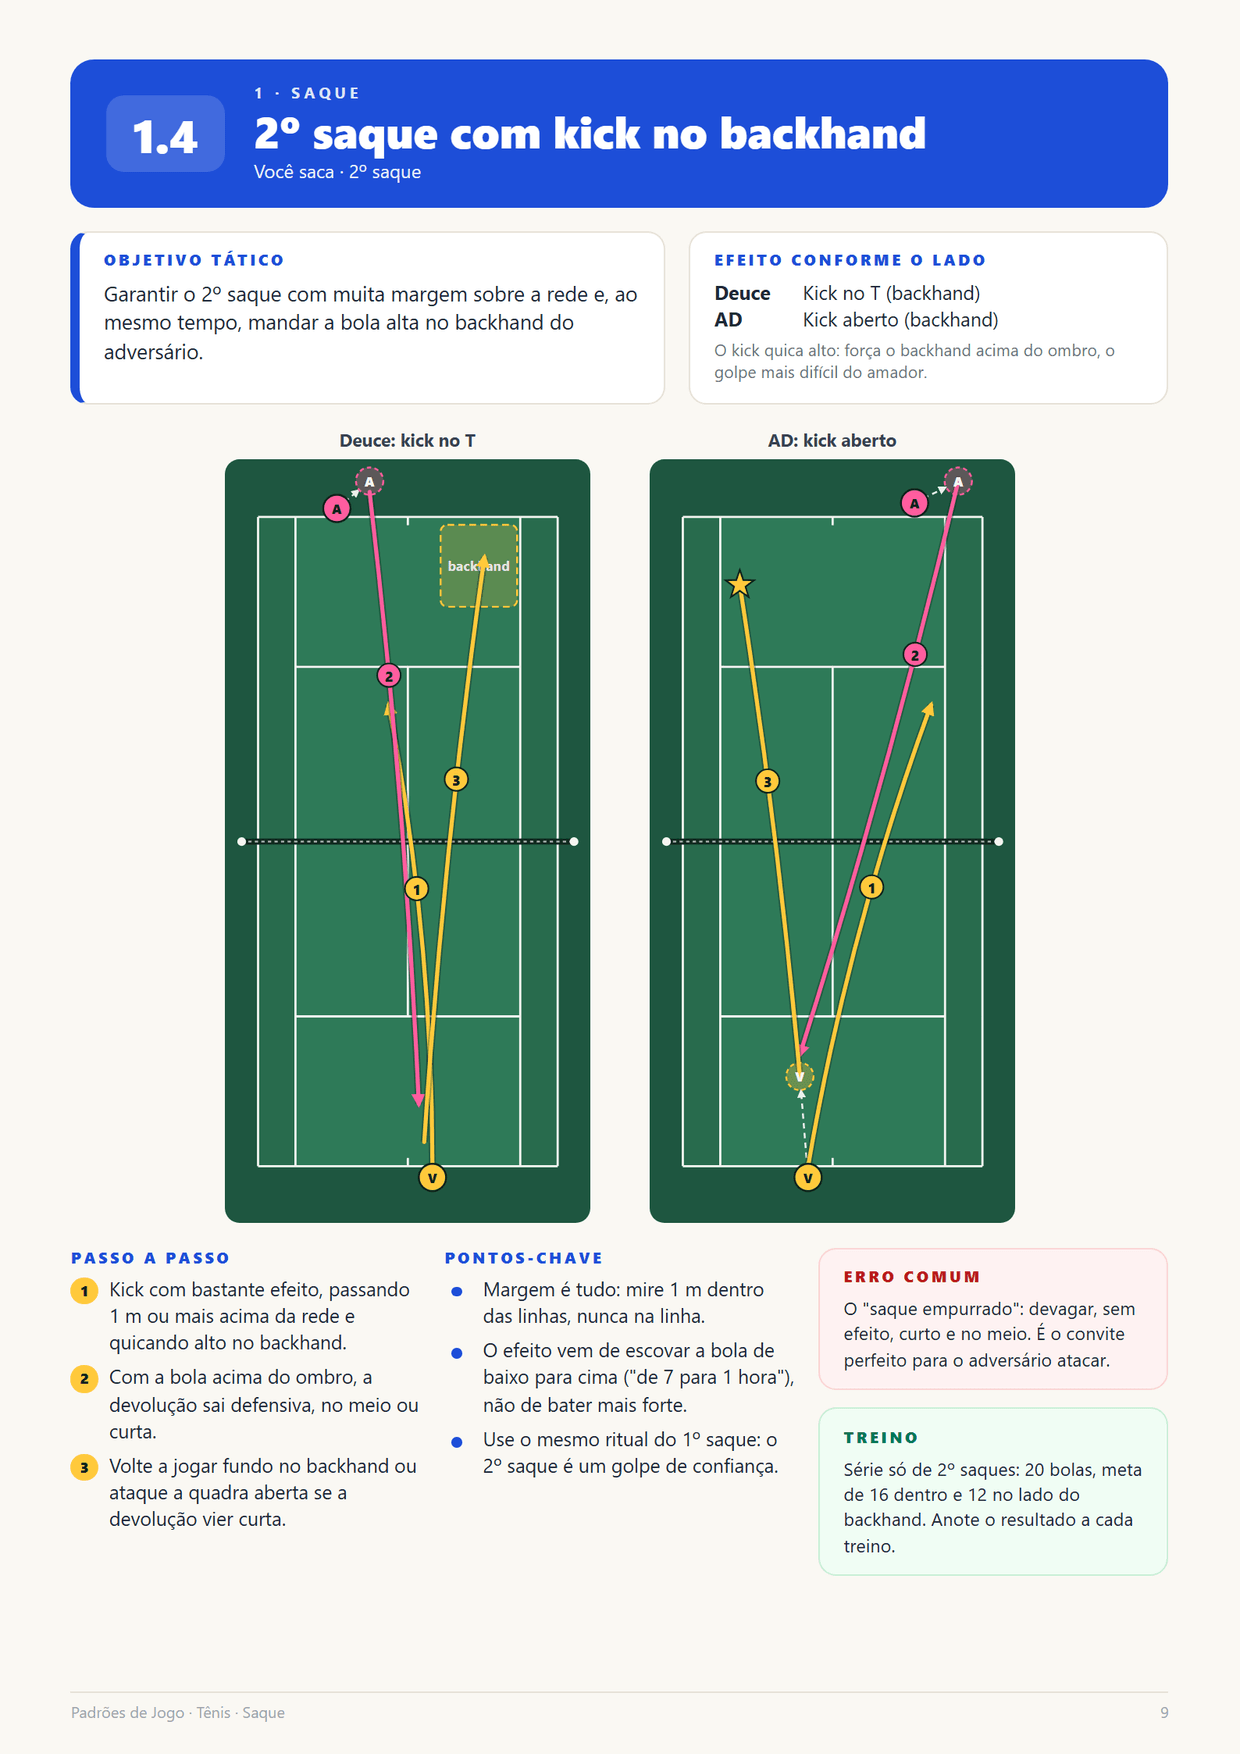 1 · SAQUE
1.4
2º saque com kick no backhand
Você saca · 2º saque
OBJETIVO TÁTICO
Garantir o 2º saque com muita margem sobre a rede e, ao
mesmo tempo, mandar a bola alta no backhand do
adversário.
EFEITO CONFORME O LADO
Deuce Kick no T (backhand)
AD Kick aberto (backhand)
O kick quica alto: força o backhand acima do ombro, o
golpe mais difícil do amador.
Deuce: kick no T
A
A
backhand
2
3
1
V
AD: kick aberto
A
A
2
3
1
V
V
PASSO A PASSO
1 Kick com bastante efeito, passando
1 m ou mais acima da rede e
quicando alto no backhand.
2 Com a bola acima do ombro, a
devolução sai defensiva, no meio ou
curta.
3 Volte a jogar fundo no backhand ou
ataque a quadra aberta se a
devolução vier curta.
PONTOS-CHAVE
Margem é tudo: mire 1 m dentro
das linhas, nunca na linha.
O efeito vem de escovar a bola de
baixo para cima ("de 7 para 1 hora"),
não de bater mais forte.
Use o mesmo ritual do 1º saque: o
2º saque é um golpe de confiança.
ERRO COMUM
O "saque empurrado": devagar, sem
efeito, curto e no meio. É o convite
perfeito para o adversário atacar.
TREINO
Série só de 2º saques: 20 bolas, meta
de 16 dentro e 12 no lado do
backhand. Anote o resultado a cada
treino.
Padrões de Jogo · Tênis · Saque
9